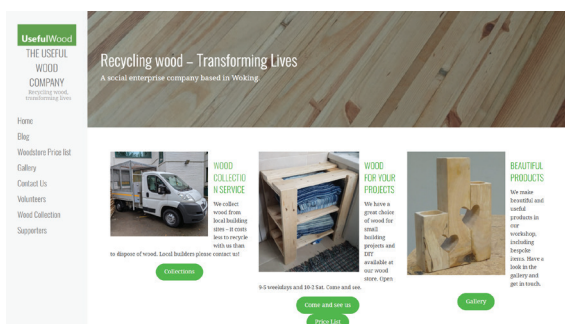 UsefulWood
THE USEFUL
WOOD
COMPANY
Recycling wood,
transforming lives
Home
Blog
Woodstore Price list
Gallery
Contact Us
Volunteers
Wood Collection
Supporters
Recycling wood – Transforming Lives
A social enterprise company based in Woking.
WOOD
COLLECTIO
N SERVICE
We collect
wood from
local building
sites – it costs
less to recycle
with us than
to dispose of wood. Local builders please contact us!
Collections
WOOD
FOR YOUR
PROJECTS
We have a
great choice
of wood for
small
building
projects and
DIY
available at
our wood
store. Open
9-5 weekdays and 10-2 Sat. Come and see.
Come and see us
Price List
BEAUTIFUL
PRODUCTS
We make
beautiful and
useful
products in
our
workshop,
including
bespoke
items. Have a
look in the
gallery and
get in touch.
Gallery